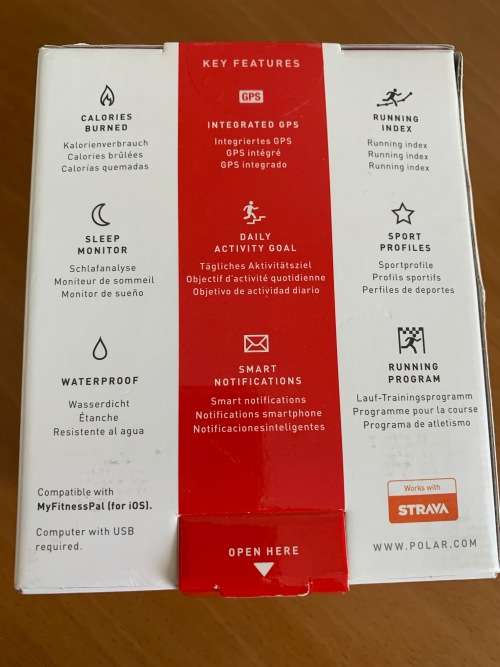 KEY FEATURES
CALORIES
BURNED
Kalorienverbrauch
Calories brûlées
Calorias quemadas
GPS
INTEGRATED GPS
Integriertes GPS
GPS intégré
GPS integrado
RUNNING
INDEX
Running index
Running index
Running index
SLEEP
MONITOR
Schlafanalyse
Moniteur de sommeil
Monitor de sueño
DAILY
ACTIVITY GOAL
Tägliches Aktivitätsziel
Objectif d'activité quotidienne
Objetivo de actividad diario
SPORT
PROFILES
Sportprofile
Profils sportifs
Perfiles de deportes
WATERPROOF
Wasserdicht
Étanche
Resistente al agua
SMART
NOTIFICATIONS
Smart notifications
Notifications smartphone
Notificacionesinteligentes
RUNNING
PROGRAM
Lauf-Trainingsprogramm
Programme pour la course
Programa de atletismo
Compatible with
MyFitnessPal (for iOS).
Computer with USB
required.
OPEN HERE
Works with
STRAVA
WWW.POLAR.COM